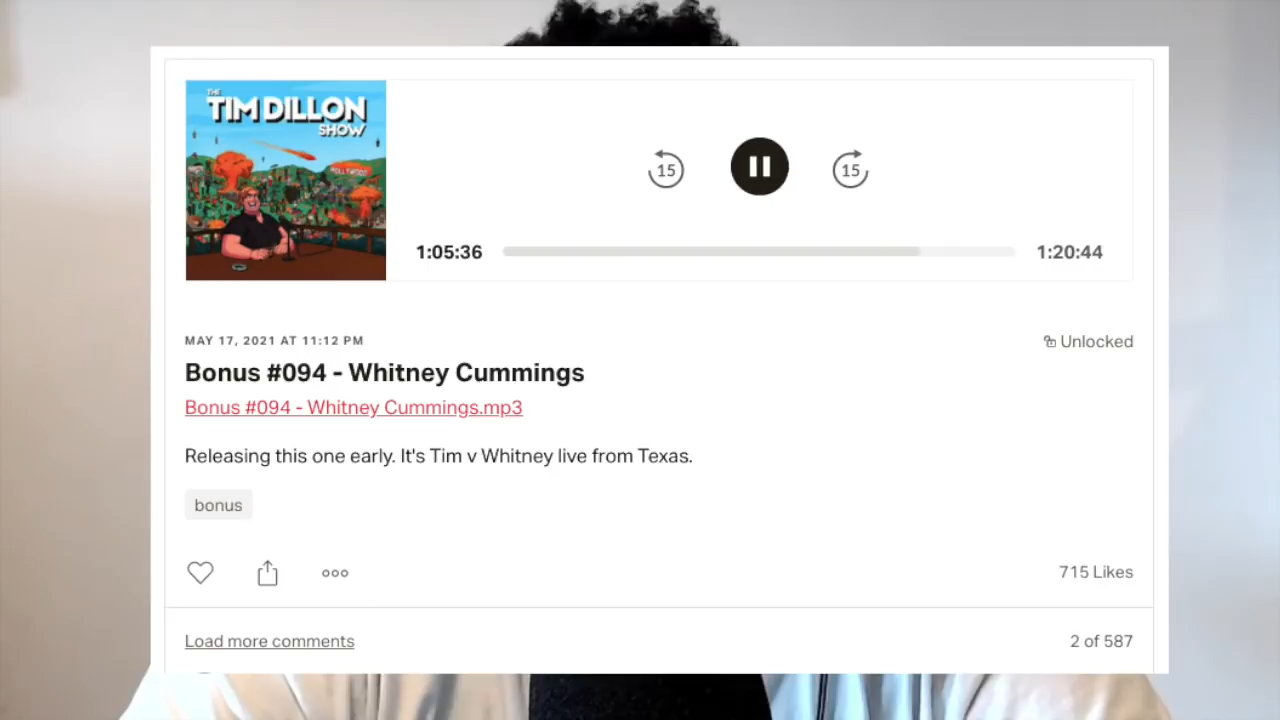 THE
TIM DILLON
SHOW
HOLLYWOOD
15
15
1:05:36
1:20:44
MAY 17, 2021 AT 11:12 PM
Unlocked
Bonus #094 - Whitney Cummings
Bonus #094 - Whitney Cummings.mp3
Releasing this one early. It's Tim v Whitney live from Texas.
bonus
715 Likes
Load more comments
2 of 587